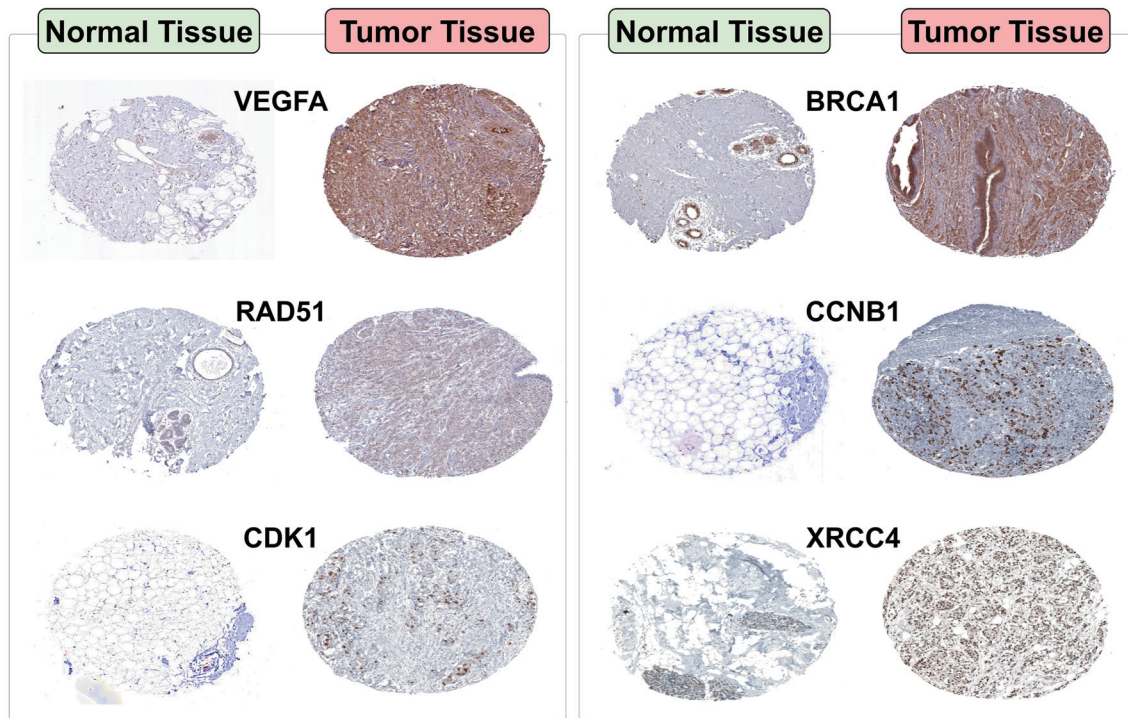 Normal Tissue
Tumor Tissue
VEGFA
RAD51
CDK1
Normal Tissue
Tumor Tissue
BRCA1
CCNB1
XRCC4